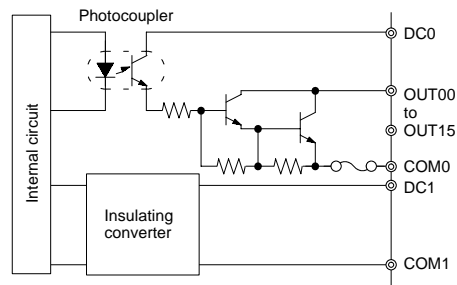 Photocoupler
DC0
OUT00
to
OUT15
COM0
DC1
COM1
Internal circuit
Insulating
converter